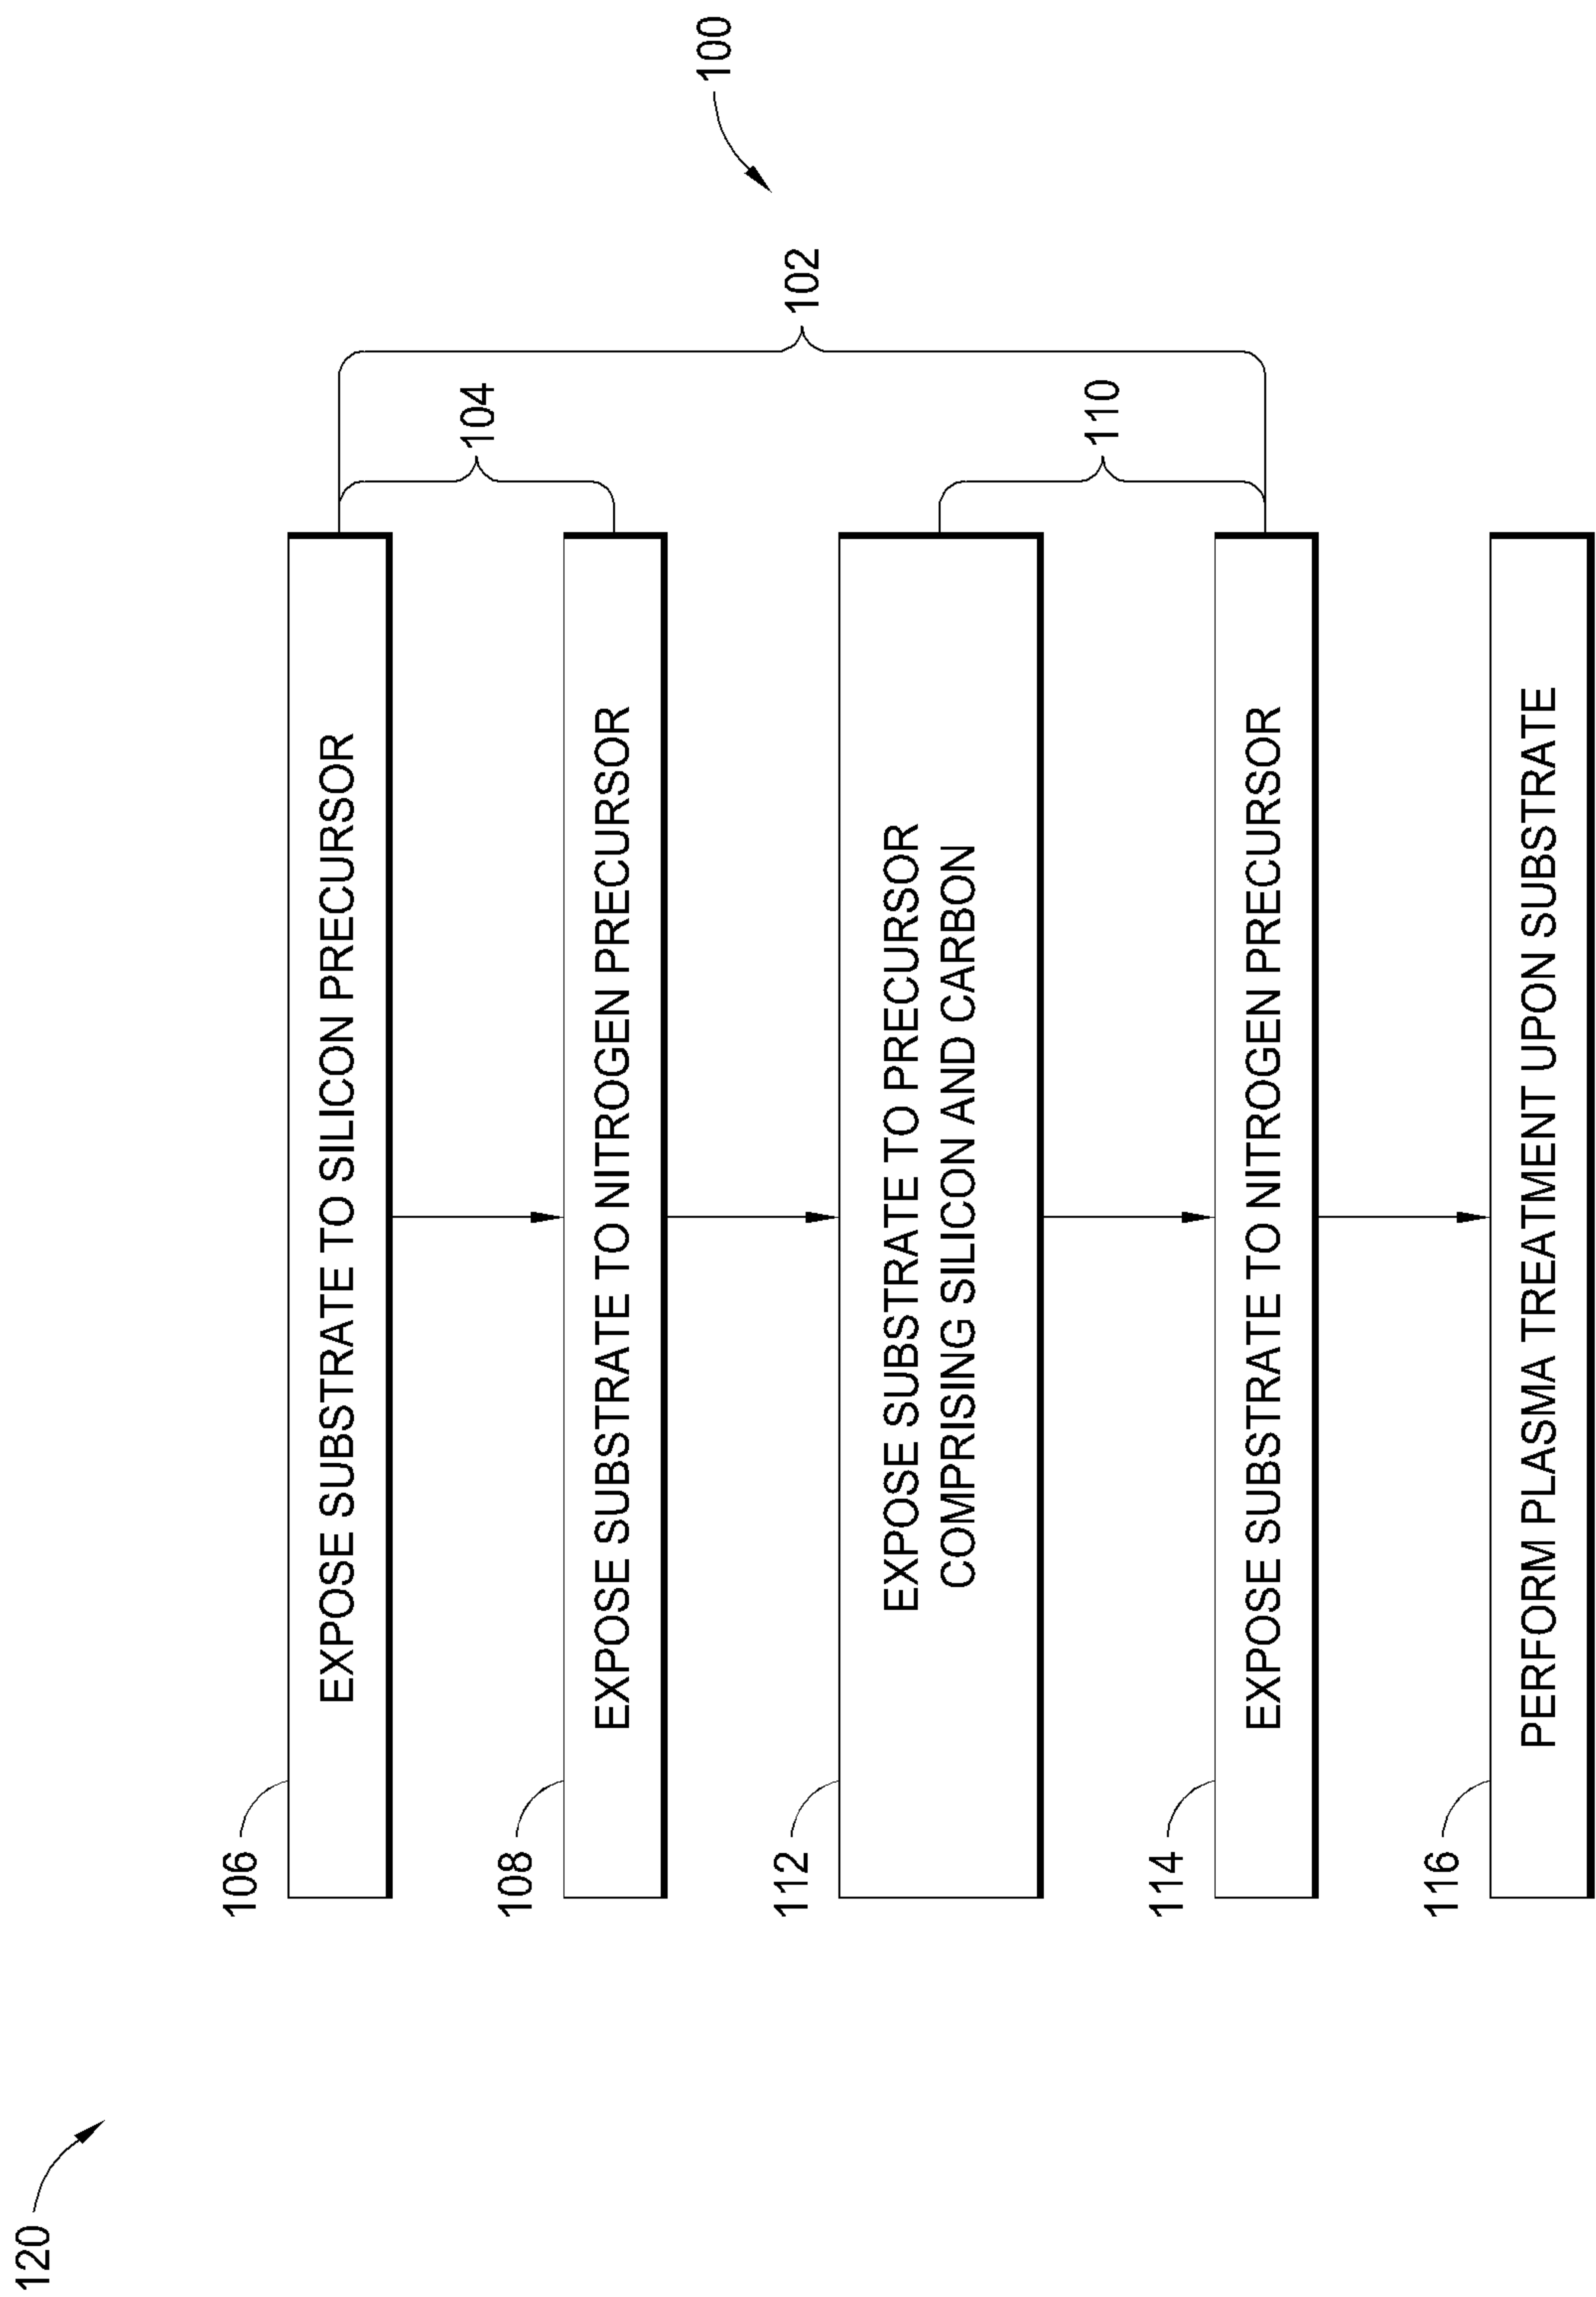 120
100
106
EXPOSE SUBSTRATE TO SILICON PRECURSOR
104
102
108
EXPOSE SUBSTRATE TO NITROGEN PRECURSOR
112
EXPOSE SUBSTRATE TO PRECURSOR
COMPRISING SILICON AND CARBON
110
114
EXPOSE SUBSTRATE TO NITROGEN PRECURSOR
116
PERFORM PLASMA TREATMENT UPON SUBSTRATE